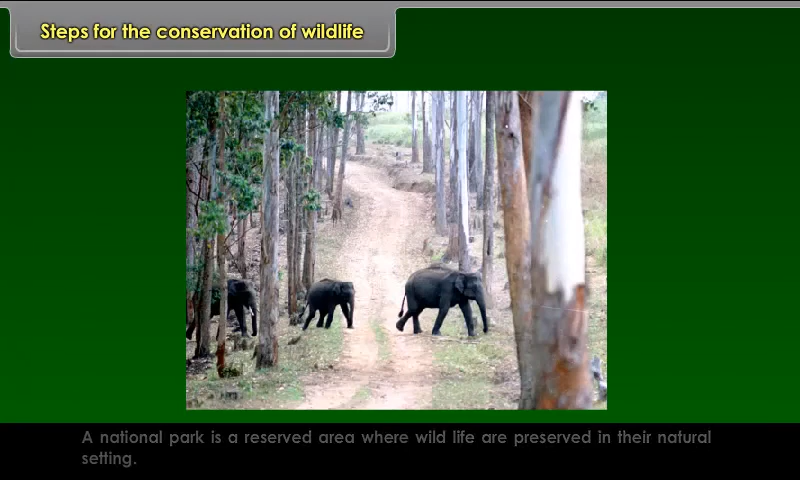 Steps for the conservation of wildlife
A national park is a reserved area where wild life are preserved in their natural
setting.